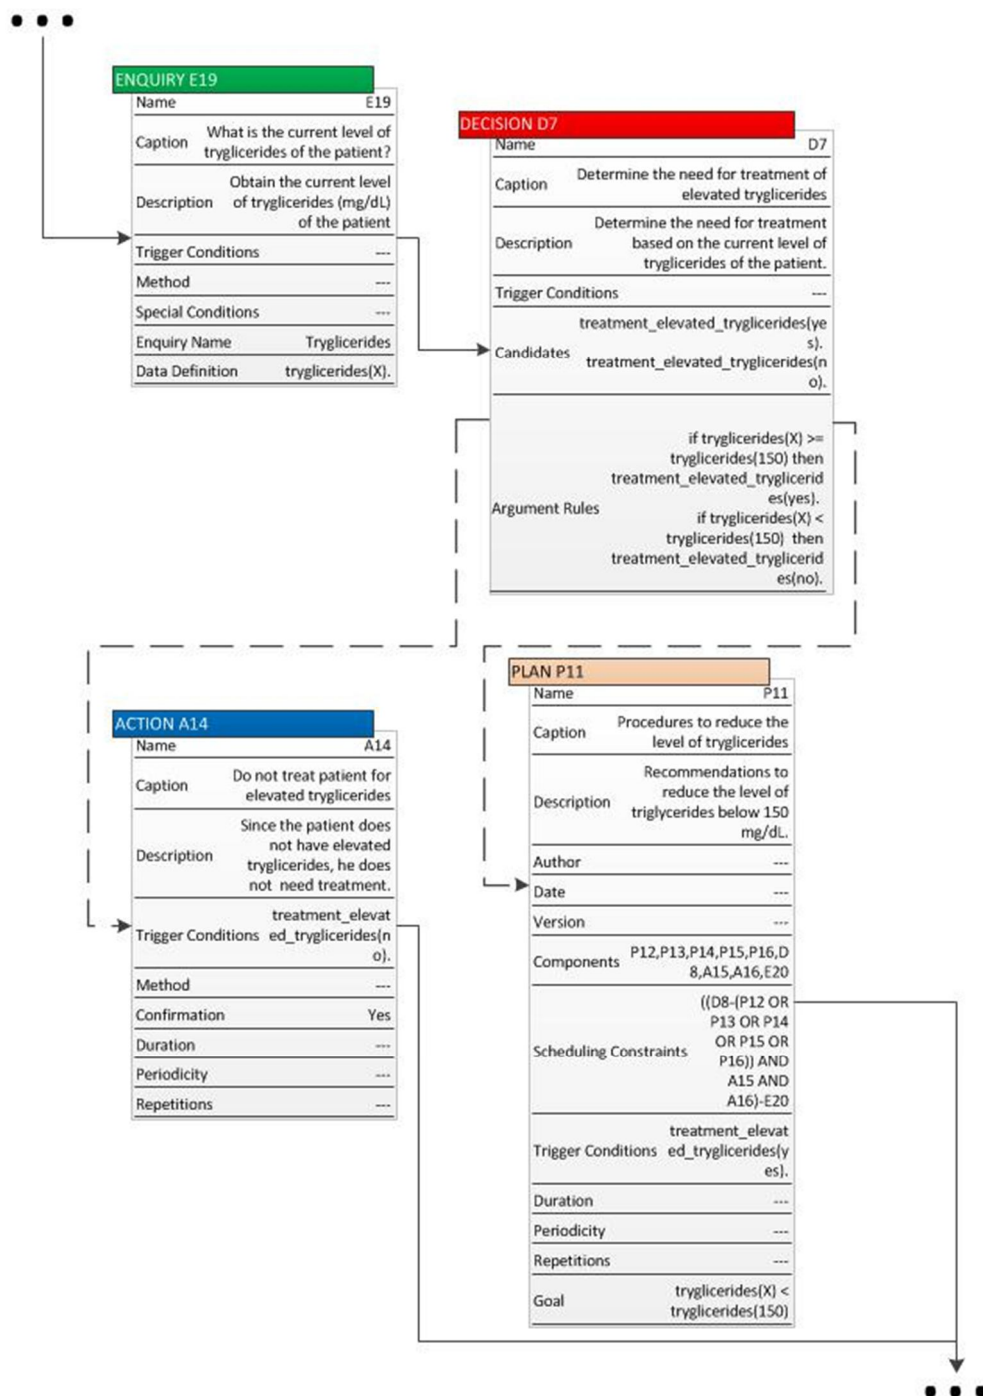 ENQUIRY E19
Name E19
Caption What is the current level of
tryglicerides of the patient?
Description Obtain the current level
of tryglicerides (mg/dL)
of the patient
Trigger Conditions ---
Method ---
Special Conditions ---
Enquiry Name Tryglicerides
Data Definition tryglicerides(X).
DECISION D7
Name D7
Caption Determine the need for treatment of
elevated tryglicerides
Description Determine the need for treatment
based on the current level of
tryglicerides of the patient.
Trigger Conditions ---
Candidates treatment_elevated_tryglicerides(ye
s).
treatment_elevated_tryglicerides(n
o).
Argument Rules if tryglicerides(X) >=
tryglicerides(150) then
treatment_elevated_tryglicerid
es(yes).
if tryglicerides(X) <
tryglicerides(150) then
treatment_elevated_tryglicerid
es(no).
ACTION A14
Name A14
Caption Do not treat patient for
elevated tryglicerides
Description Since the patient does
not have elevated
tryglicerides, he does
not need treatment.
Trigger Conditions treatment_elevat
ed_tryglicerides(n
o).
Method ---
Confirmation Yes
Duration ---
Periodicity ---
Repetitions ---
PLAN P11
Name P11
Caption Procedures to reduce the
level of tryglicerides
Description Recommendations to
reduce the level of
triglycerides below 150
mg/dL.
Author ---
Date ---
Version ---
Components P12,P13,P14,P15,P16,D
8,A15,A16,E20
Scheduling Constraints ((D8-(P12 OR
P13 OR P14
OR P15 OR
P16)) AND
A15 AND
A16)-E20
Trigger Conditions treatment_elevat
ed_tryglicerides(y
es).
Duration ---
Periodicity ---
Repetitions ---
Goal tryglicerides(X) <
tryglicerides(150)